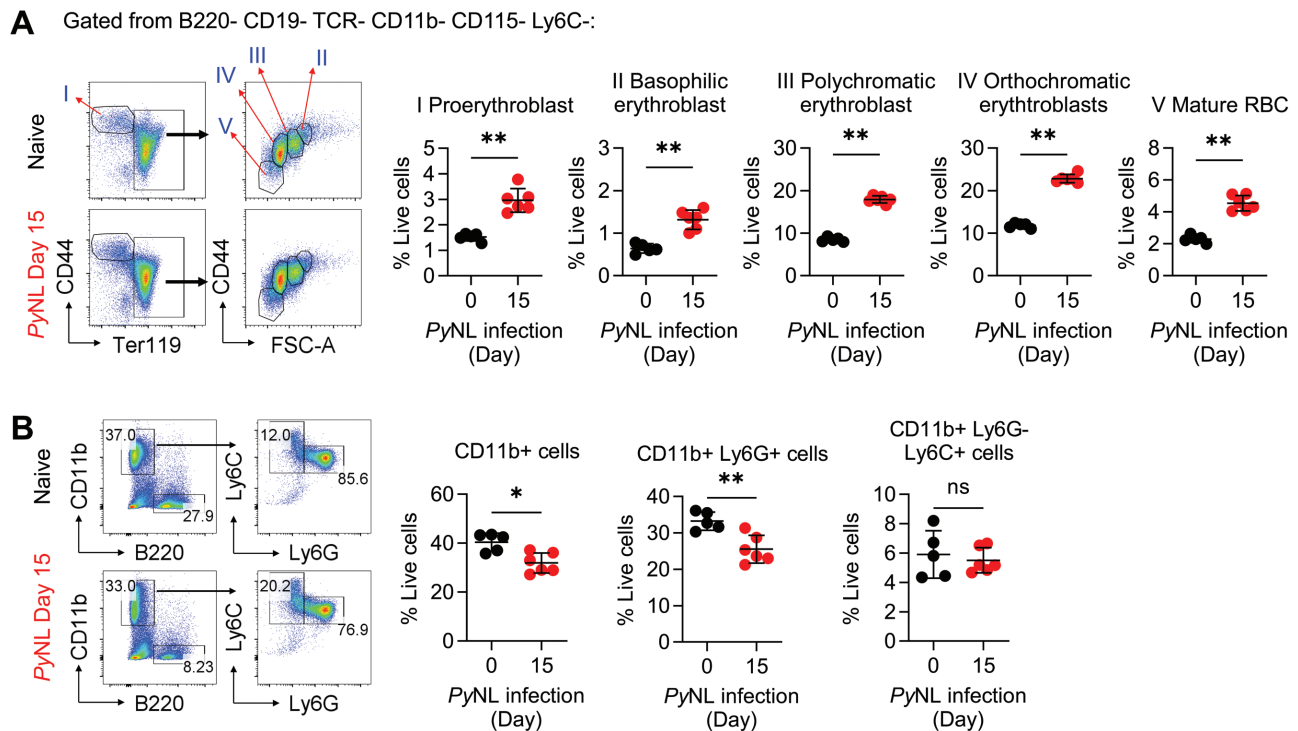 A Gated from B220- CD19- TCR- CD11b- CD115- Ly6C-:
I
II
III
IV
V
Naive
PyNL Day 15
CD44
Ter119
CD44
FSC-A
I Proerythroblast
% Live cells
5
4
3
2
1
0
**
0 15
PyNL infection
(Day)
II Basophilic
erythroblast
% Live cells
3
2
1
0
**
0 15
PyNL infection
(Day)
III Polychromatic
erythroblast
% Live cells
30
20
10
0
**
0 15
PyNL infection
(Day)
IV Orthochromatic
erythtroblasts
% Live cells
30
20
10
0
**
0 15
PyNL infection
(Day)
V Mature RBC
% Live cells
8
6
4
2
0
**
0 15
PyNL infection
(Day)
B
Naive
37.0
27.9
CD11b
B220
12.0
85.6
Ly6C
Ly6G
PyNL Day 15
33.0
8.23
CD11b
B220
20.2
76.9
Ly6C
Ly6G
CD11b+ cells
% Live cells
60
40
20
0
*
0 15
PyNL infection
(Day)
CD11b+ Ly6G+ cells
% Live cells
40
30
20
10
0
**
0 15
PyNL infection
(Day)
CD11b+ Ly6G-
Ly6C+ cells
% Live cells
10
8
6
4
2
0
ns
0 15
PyNL infection
(Day)